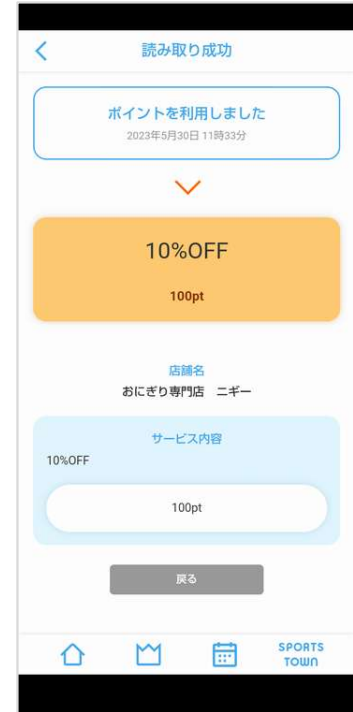 読み取り成功
ポイントを利用しました
2023年5月30日 11時33分
10%OFF
100pt
店舗名
おにぎり専門店　ニギー
サービス内容
10%OFF
100pt
戻る
SPORTS
TOWN